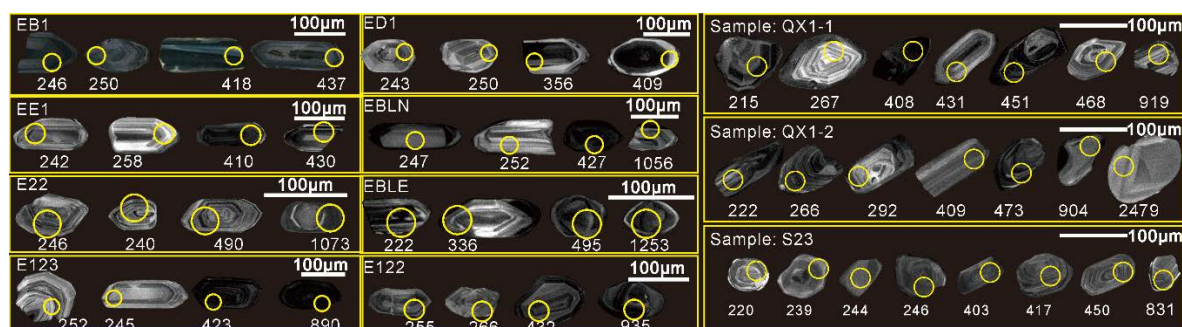 EB1
100μm
246 250 418 437
ED1
100μm
243 250 356 409
EE1
100μm
242 258 410 430
EBLN
100μm
247 252 427 1056
E22
100μm
246 240 490 1073
EBLE
100μm
222 336 495 1253
E123
100μm
252 245 423 890
E122
100μm
255 266 432 935
Sample: QX1-1
100μm
215 267 408 431 451 468 919
Sample: QX1-2
100μm
222 266 292 409 473 904 2479
Sample: S23
100μm
220 239 244 246 403 417 450 831